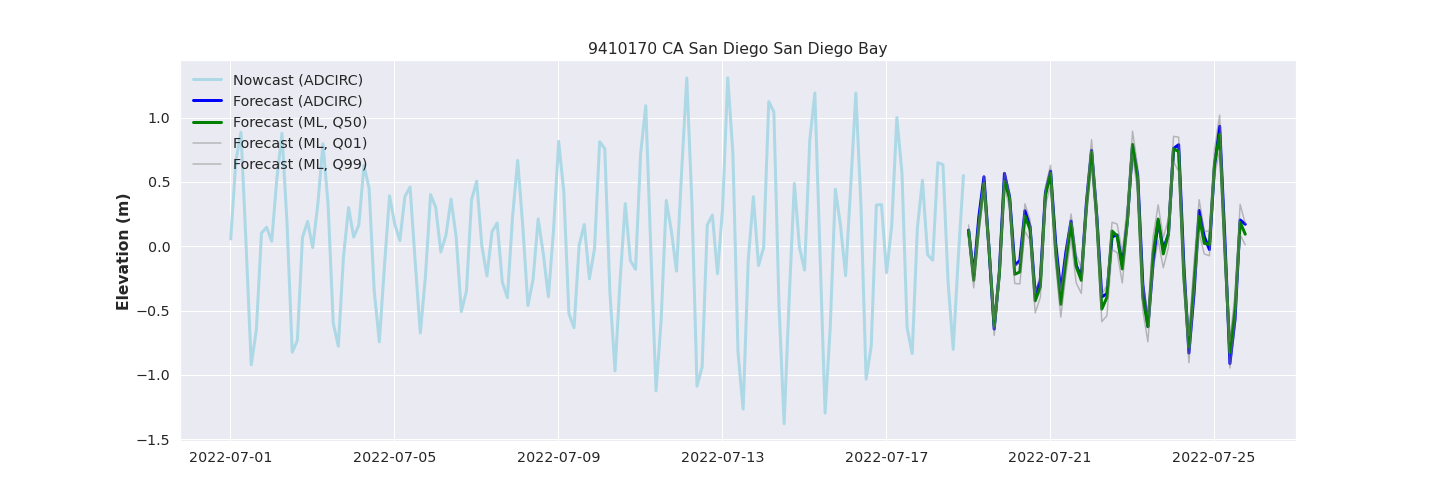 9410170 CA San Diego San Diego Bay
Nowcast (ADCIRC)
Forecast (ADCIRC)
Forecast (ML, Q50)
Forecast (ML, Q01)
Forecast (ML, Q99)
Elevation (m)
1.0
0.5
0.0
−0.5
−1.0
−1.5
2022-07-01 2022-07-05 2022-07-09 2022-07-13 2022-07-17 2022-07-21 2022-07-25